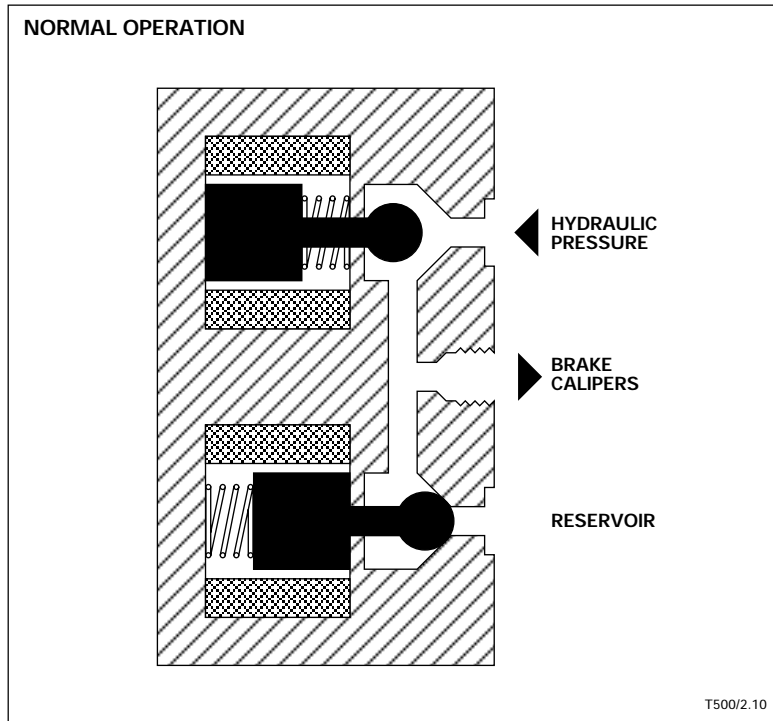 NORMAL OPERATION
HYDRAULIC
PRESSURE
BRAKE
CALIPERS
RESERVOIR
T500/2.10